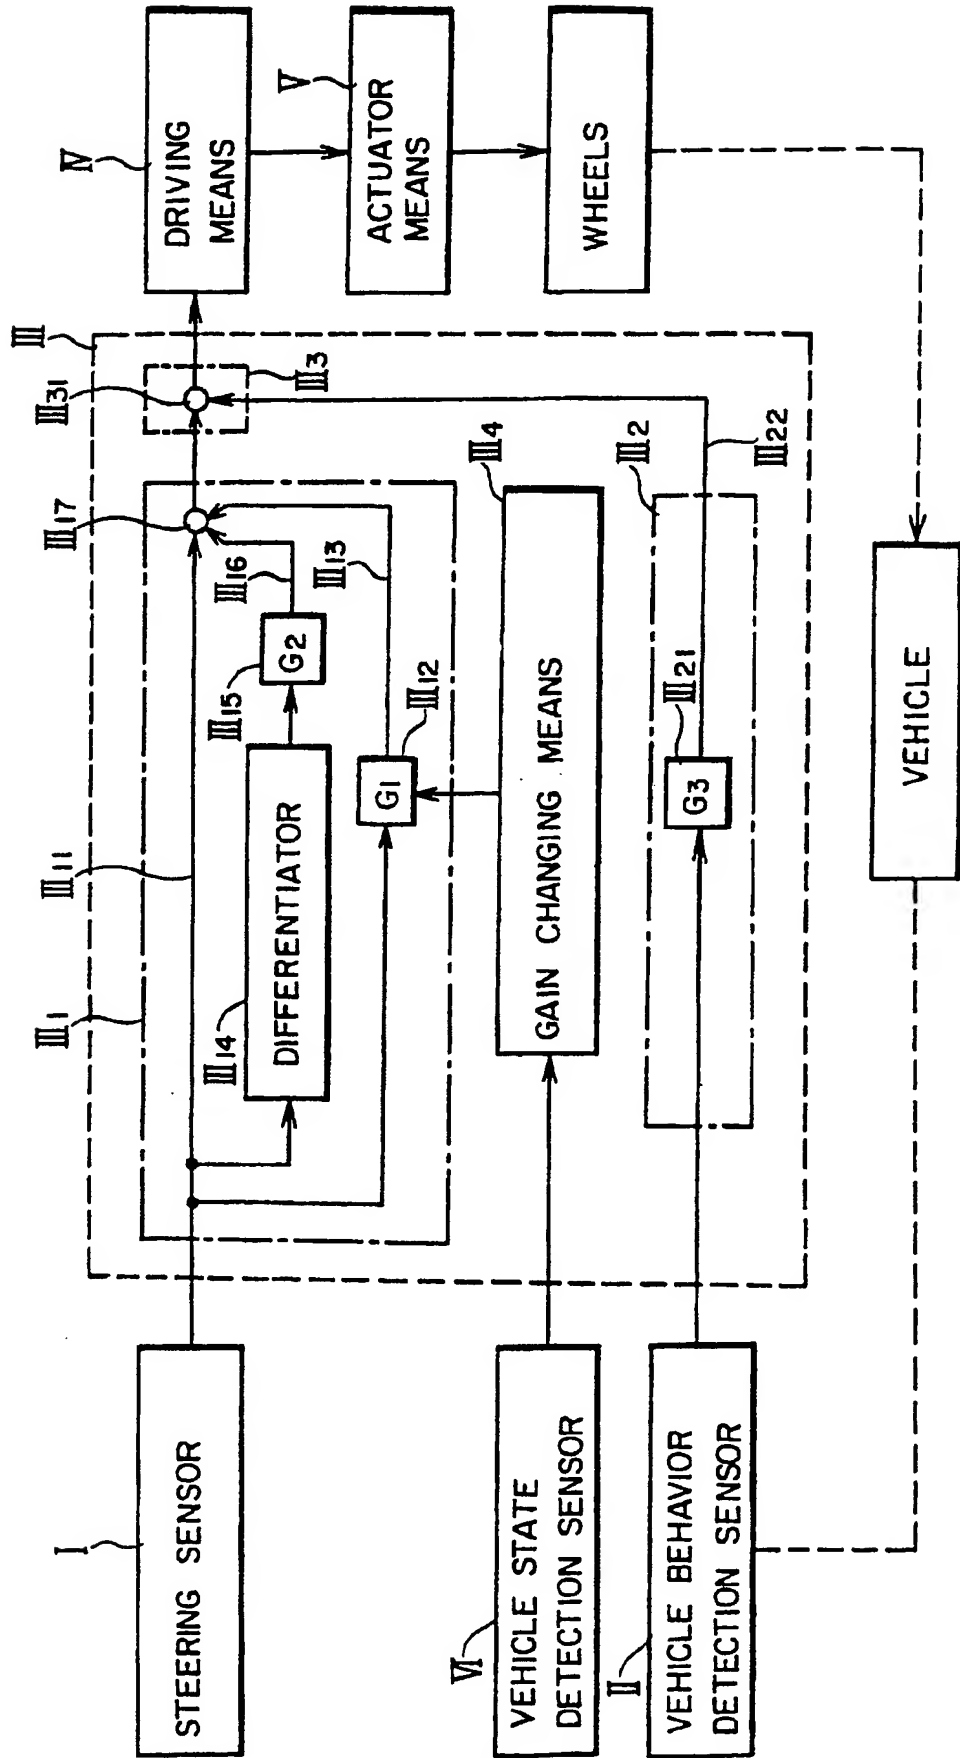 I
STEERING SENSOR
VI
VEHICLE STATE
DETECTION SENSOR
II
VEHICLE BEHAVIOR
DETECTION SENSOR
III
III1
III11
III14
DIFFERENTIATOR
III15
G2
III16
III17
III12
G1
III13
III4
GAIN CHANGING MEANS
III2
III21
G3
III22
III31
III3
IV
DRIVING
MEANS
V
ACTUATOR
MEANS
WHEELS
VEHICLE